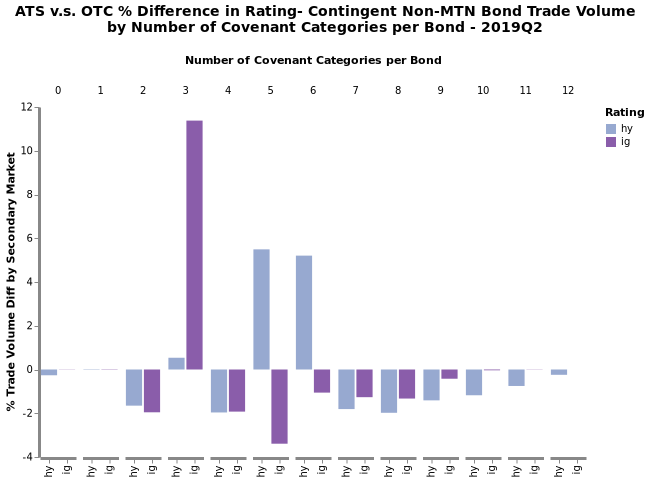 ATS v.s. OTC % Difference in Rating- Contingent Non-MTN Bond Trade Volume
by Number of Covenant Categories per Bond - 2019Q2
Number of Covenant Categories per Bond
0 1 2 3 4 5 6 7 8 9 10 11 12
Rating
hy
ig
% Trade Volume Diff by Secondary Market
12
10
8
6
4
2
0
-2
-4
hy ig hy ig hy ig hy ig hy ig hy ig hy ig hy ig hy ig hy ig hy ig hy ig hy ig